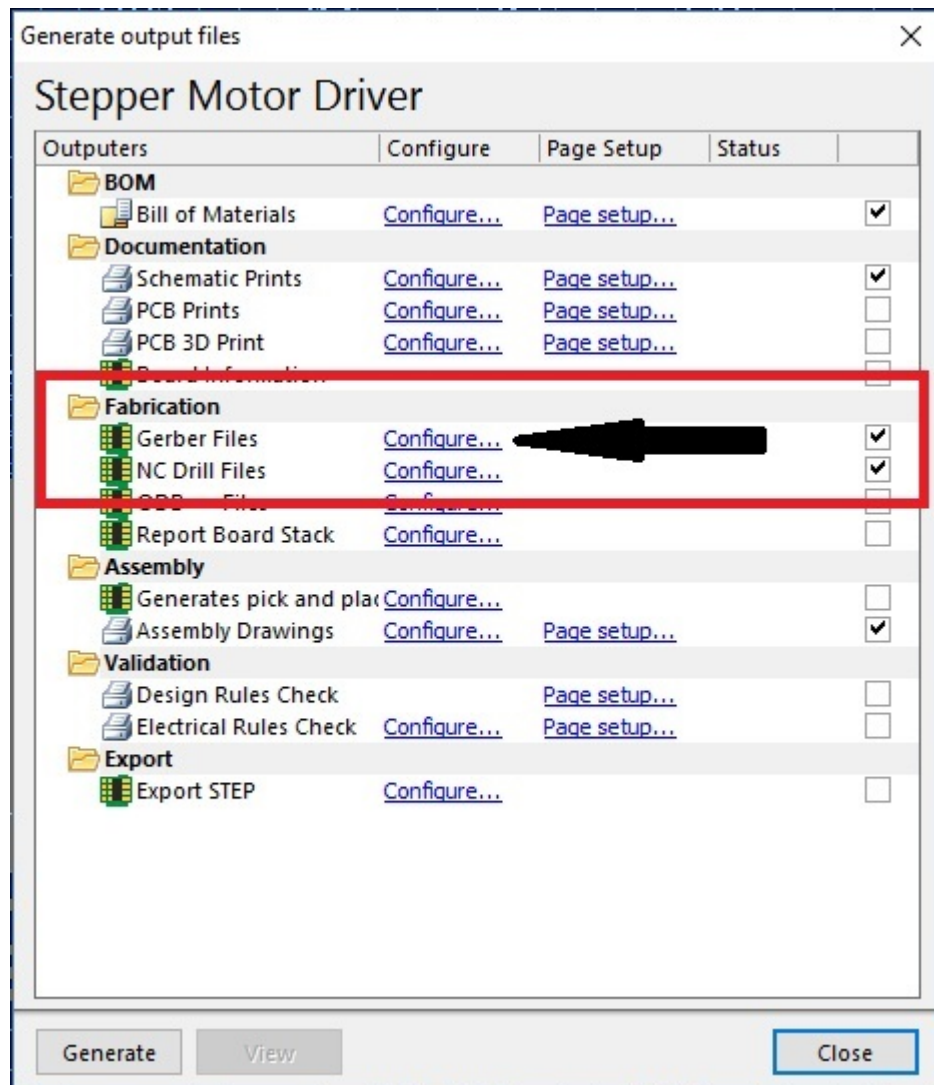 Generate output files
Stepper Motor Driver
Outputers Configure Page Setup Status
BOM
Bill of Materials Configure... Page setup...
Documentation
Schematic Prints Configure... Page setup...
PCB Prints Configure... Page setup...
PCB 3D Print Configure... Page setup...
Board Information
Fabrication
Gerber Files Configure...
NC Drill Files Configure...
Files Configure...
Report Board Stack Configure...
Assembly
Generates pick and plac Configure...
Assembly Drawings Configure... Page setup...
Validation
Design Rules Check Page setup...
Electrical Rules Check Configure... Page setup...
Export
Export STEP Configure...
Generate View Close